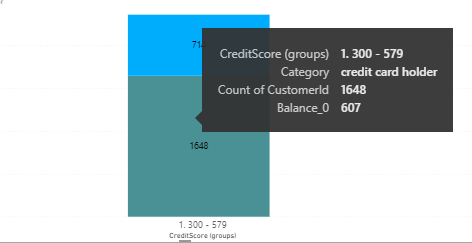 CreditScore (groups) 1. 300 - 579
Category credit card holder
Count of CustomerId 1648
Balance_0 607
1648
1. 300 - 579
CreditScore (groups)